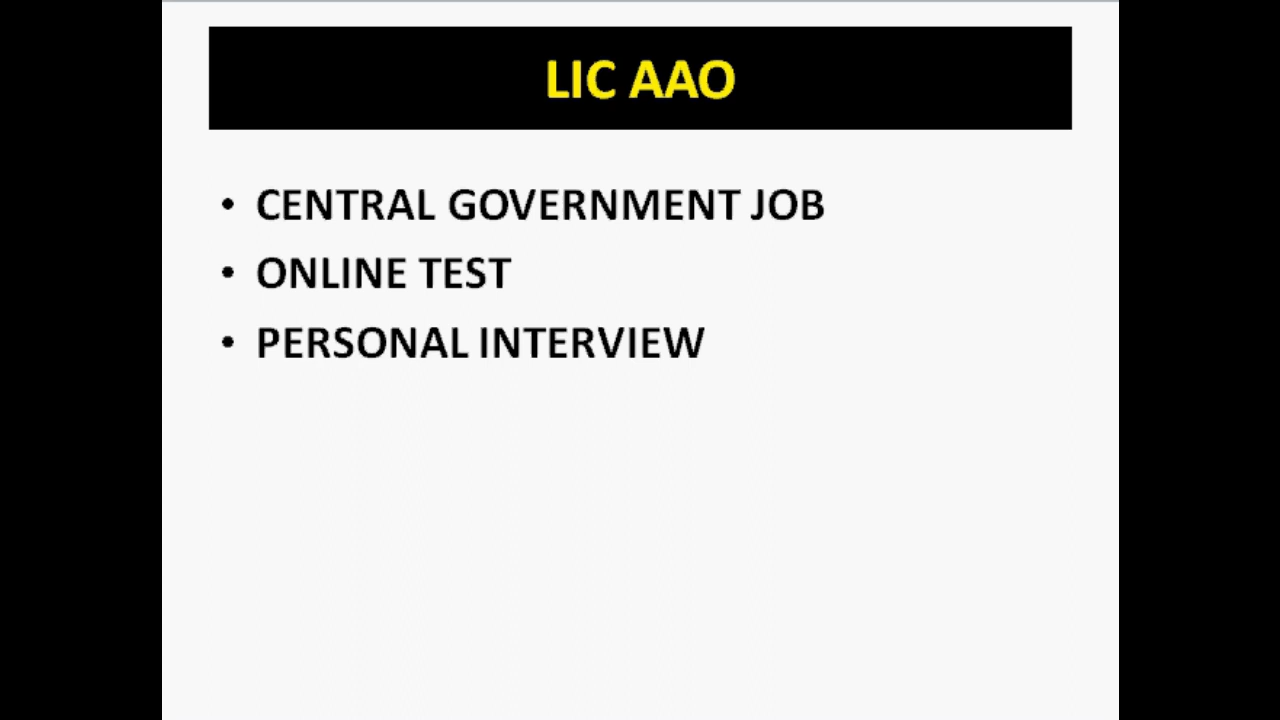 LIC AAO
• CENTRAL GOVERNMENT JOB
• ONLINE TEST
• PERSONAL INTERVIEW